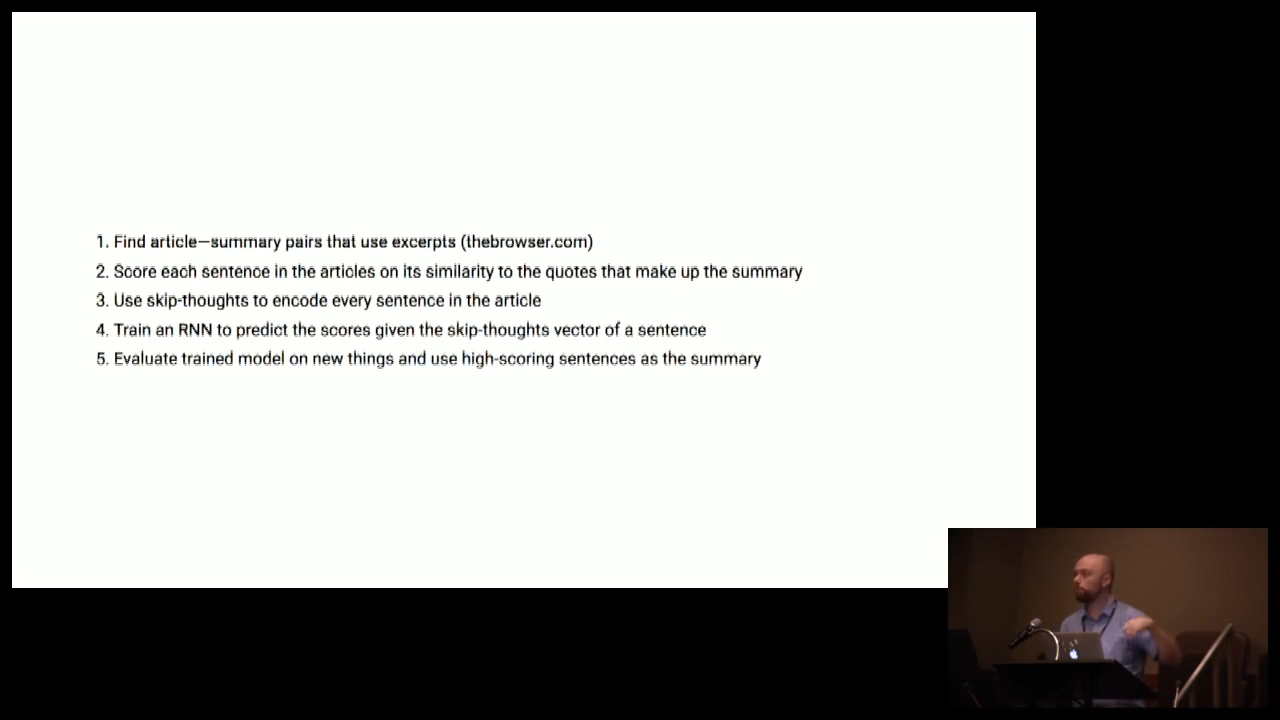 1. Find article—summary pairs that use excerpts (thebrowser.com)
2. Score each sentence in the articles on its similarity to the quotes that make up the summary
3. Use skip-thoughts to encode every sentence in the article
4. Train an RNN to predict the scores given the skip-thoughts vector of a sentence
5. Evaluate trained model on new things and use high-scoring sentences as the summary